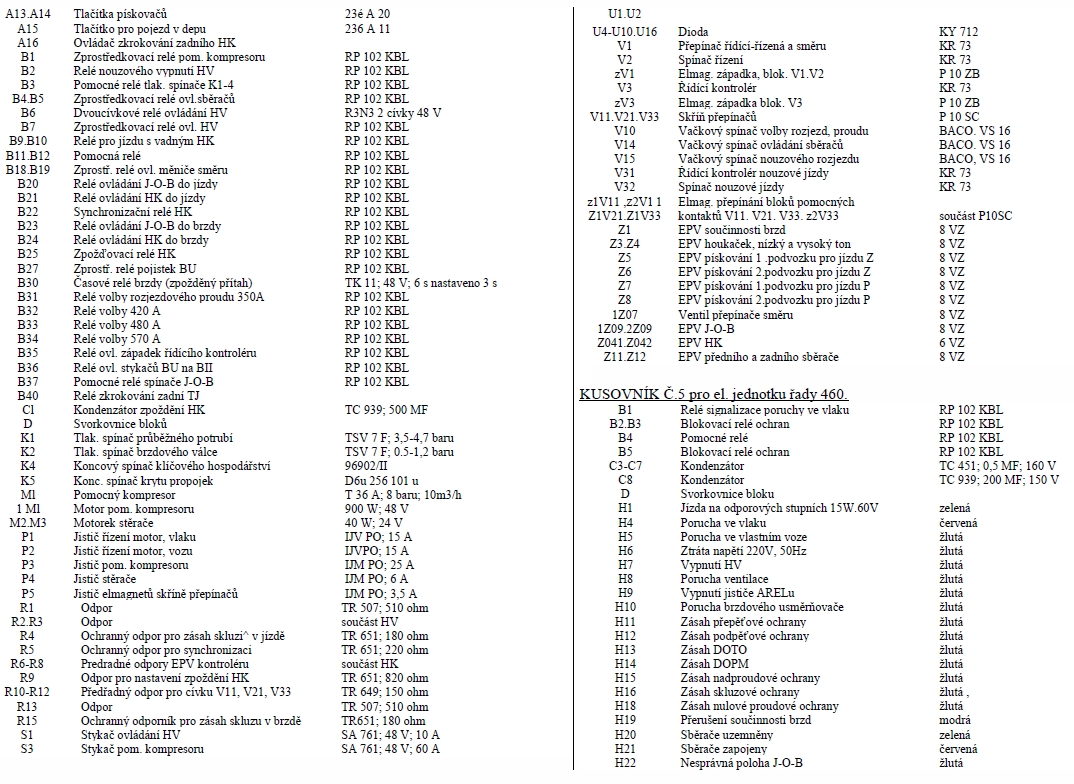 A13.A14 Tlačítka piskovačů 23é A 20
A15 Tlačítko pro pojezd v depu 236 A 11
A16 Ovládač zkrokování zadního HK
B1 Zprostředkovací relé pom. kompresoru RP 102 KBL
B2 Relé nouzového vypnutí HV RP 102 KBL
B3 Pomocné relé tlak. spínače K1-4 RP 102 KBL
B4.B5 Zprostředkovací relé ovl.sběračů RP 102 KBL
B6 Dvoucívkové relé ovládání HV R3N3 2 cívky 48 V
B7 Zprostředkovací relé ovl. HV RP 102 KBL
B9.B10 Relé pro jízdu s vadným HK RP 102 KBL
B11.B12 Pomocná relé RP 102 KBL
B18.B19 Zprostř. relé ovl. měniče směru RP 102 KBL
B20 Relé ovládání J-O-B do jízdy RP 102 KBL
B21 Relé ovládání HK do jízdy RP 102 KBL
B22 Synchronizační relé HK RP 102 KBL
B23 Relé ovládání J-O-B do brzdy RP 102 KBL
B24 Relé ovládání HK do brzdy RP 102 KBL
B25 Zpožďovací relé HK RP 102 KBL
B27 Zprostř. relé pojistek BU RP 102 KBL
B30 Časové relé brzdy (zpožděný přítah) TK 11; 48 V; 6 s nastaveno 3 s
B31 Relé volby rozjezdového proudu 350A RP 102 KBL
B32 Relé volby 420 A RP 102 KBL
B33 Relé volby 480 A RP 102 KBL
B34 Relé volby 570 A RP 102 KBL
B35 Relé ovl. západek řídícího kontroléru RP 102 KBL
B36 Relé ovl. stykačů BU na BII RP 102 KBL
B37 Pomocné relé spínače J-O-B RP 102 KBL
B40 Relé zkrokování zadní TJ
Cl Kondenzátor zpoždění HK TC 939; 500 MF
D Svorkovnice bloků
K1 Tlak. spínač průběžného potrubí TSV 7 F; 3,5-4,7 baru
K2 Tlak. spínač brzdového válce TSV 7 F; 0.5-1,2 baru
K4 Koncový spínač klíčového hospodářství 96902/II
K5 Konc. spínač krytu propojek D6u 256 101 u
Ml Pomocný kompresor T 36 A; 8 baru; 10m3/h
1 Ml Motor pom. kompresoru 900 W; 48 V
M2.M3 Motorek stěrače 40 W; 24 V
P1 Jistič řízení motor, vlaku IJV PO; 15 A
P2 Jistič řízení motor, vozu IJVPO; 15 A
P3 Jistič pom. kompresoru IJM PO; 25 A
P4 Jistič stěrače IJM PO; 6 A
P5 Jistič elmagnetů skříně přepínačů IJM PO; 3,5 A
R1 Odpor TR 507; 510 ohm
R2.R3 Odpor součást HV
R4 Ochranný odpor pro zásah skluzi^ v jízdě TR 651; 180 ohm
R5 Ochranný odpor pro synchronizaci TR 651; 220 ohm
R6-R8 Predradné odpory EPV kontroléru součást HK
R9 Odpor pro nastavení zpoždění HK TR 651; 820 ohm
R10-R12 Předřadný odpor pro cívku V11, V21, V33 TR 649; 150 ohm
R13 Odpor TR 507; 510 ohm
R15 Ochranný odporník pro zásah skluzu v brzdě TR651; 180 ohm
S1 Stykač ovládání HV SA 761; 48 V; 10 A
S3 Stykač pom. kompresoru SA 761; 48 V; 60 A
U1.U2
U4-U10.U16 Dioda KY 712
V1 Přepínač řídící-řízená a směru KR 73
V2 Spínač řízení KR 73
zV1 Elmag. západka, blok. V1.V2 P 10 ZB
V3 Řídící kontrolér KR 73
zV3 Elmag. západka blok. V3 P 10 ZB
V11.V21.V33 Skříň přepínačů P 10 SC
V10 Vačkový spínač volby rozjezd, proudu BACO. VS 16
V14 Vačkový spínač ovládání sběračů BACO. VS 16
V15 Vačkový spínač nouzového rozjezdu BACO, VS 16
V31 Řídící kontrolér nouzové jízdy KR 73
V32 Spínač nouzové jízdy KR 73
z1V11 ,z2V1 1 Elmag. přepínání bloků pomocných
Z1V21.Z1V33 kontaktů V11. V21. V33. z2V33 součást P10SC
Z1 EPV součinnosti brzd 8 VZ
Z3.Z4 EPV houkaček, nízký a vysoký ton 8 VZ
Z5 EPV pískování 1 .podvozku pro jízdu Z 8 VZ
Z6 EPV pískování 2.podvozku pro jízdu Z 8 VZ
Z7 EPV pískování 1.podvozku pro jízdu P 8 VZ
Z8 EPV pískování 2.podvozku pro jízdu P 8 VZ
1Z07 Ventil přepínače směru 8 VZ
1Z09.2Z09 EPV J-O-B 8 VZ
Z041.Z042 EPV HK 6 VZ
Z11.Z12 EPV předního a zadního sběrače 8 VZ
KUSOVNÍK Č.5 pro el. jednotku řady 460.
B1 Relé signalizace poruchy ve vlaku RP 102 KBL
B2.B3 Blokovací relé ochran RP 102 KBL
B4 Pomocné relé RP 102 KBL
B5 Blokovací relé ochran RP 102 KBL
C3-C7 Kondenzátor TC 451; 0,5 MF; 160 V
C8 Kondenzátor TC 939; 200 MF; 150 V
D Svorkovnice bloku
H1 Jízda na odporových stupních 15W.60V zelená
H4 Porucha ve vlaku červená
H5 Porucha ve vlastním voze žlutá
H6 Ztráta napětí 220V, 50Hz žlutá
H7 Vypnutí HV žlutá
H8 Porucha ventilace žlutá
H9 Vypnutí jističe ARELu žlutá
H10 Porucha brzdového usměrňovače žlutá
H11 Zásah přepěťové ochrany žlutá
H12 Zásah podpěťové ochrany žlutá
H13 Zásah DOTO žlutá
H14 Zásah DOPM žlutá
H15 Zásah nadproudové ochrany žlutá
H16 Zásah skluzové ochrany žlutá ,
H18 Zásah nulové proudové ochrany žlutá
H19 Přerušení součinnosti brzd modrá
H20 Sběrače uzemněny zelená
H21 Sběrače zapojeny červená
H22 Nesprávná poloha J-O-B žlutá